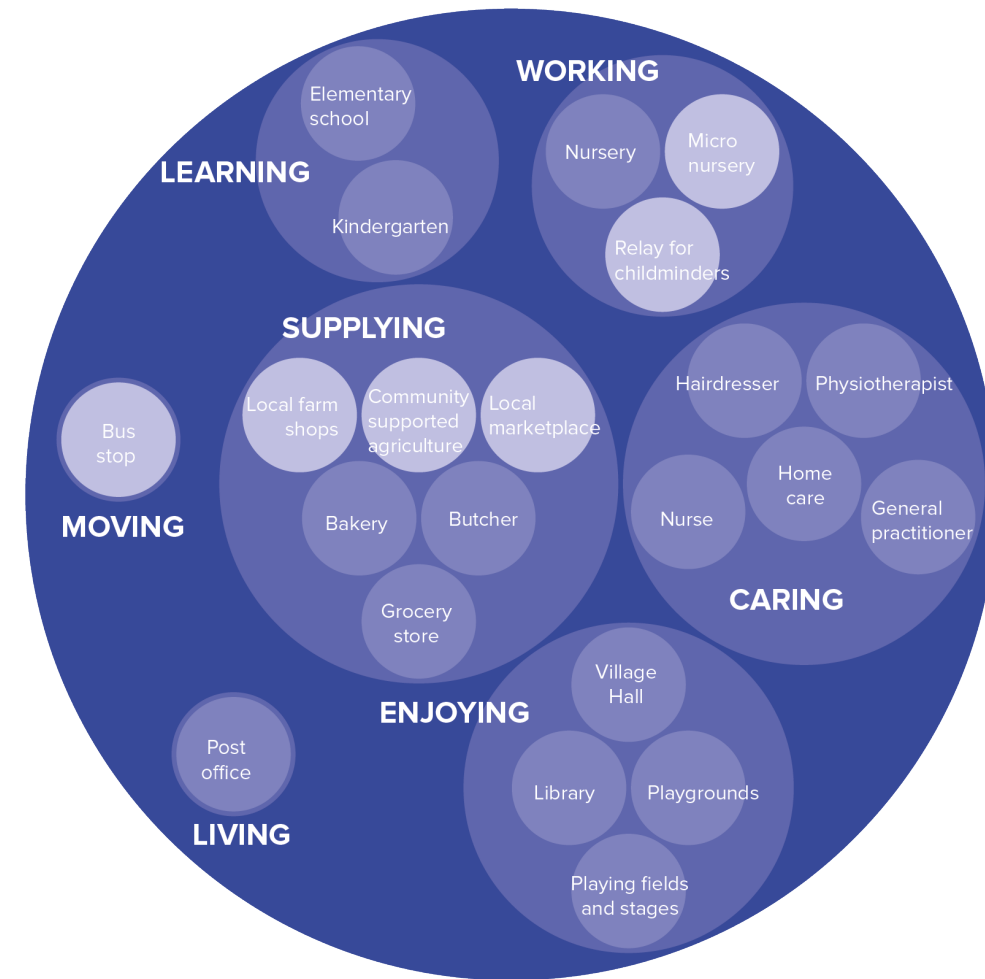 LEARNING
Elementary
school
Kindergarten
WORKING
Nursery
Micro
nursery
Relay for
childminders
SUPPLYING
Local farm
shops
Community
supported
agriculture
Local
marketplace
Bakery
Butcher
Grocery
store
Hairdresser
Physiotherapist
Home
care
Nurse
General
practitioner
CARING
Bus
stop
MOVING
ENJOYING
Village
Hall
Library
Playgrounds
Playing fields
and stages
Post
office
LIVING